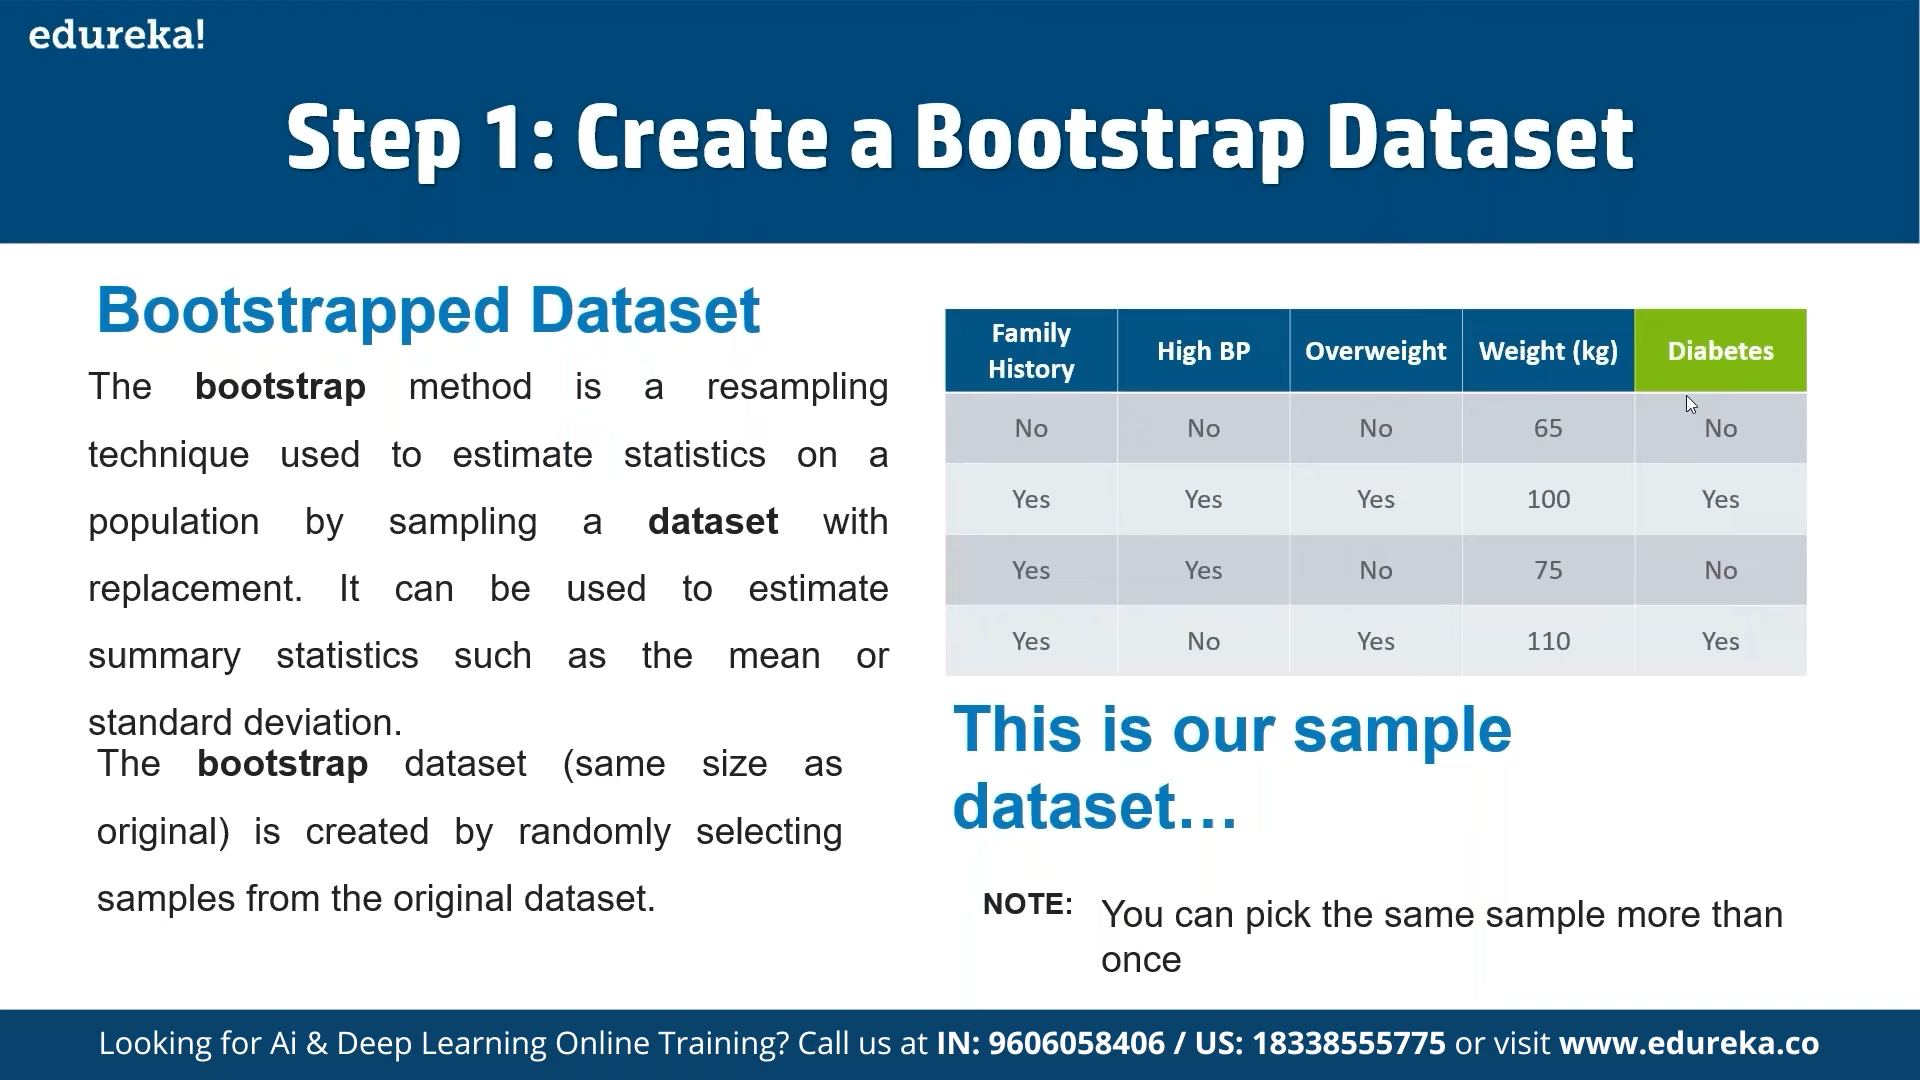 edureka!
Step 1: Create a Bootstrap Dataset
Bootstrapped Dataset
The bootstrap method is a resampling
technique used to estimate statistics on a
population by sampling a dataset with
replacement. It can be used to estimate
summary statistics such as the mean or
standard deviation.
The bootstrap dataset (same size as
original) is created by randomly selecting
samples from the original dataset.
Family History High BP Overweight Weight (kg) Diabetes
No No No 65 No
Yes Yes Yes 100 Yes
Yes Yes No 75 No
Yes No Yes 110 Yes
This is our sample
dataset…
NOTE: You can pick the same sample more than
once
Looking for Ai & Deep Learning Online Training? Call us at IN: 9606058406 / US: 18338555775 or visit www.edureka.co